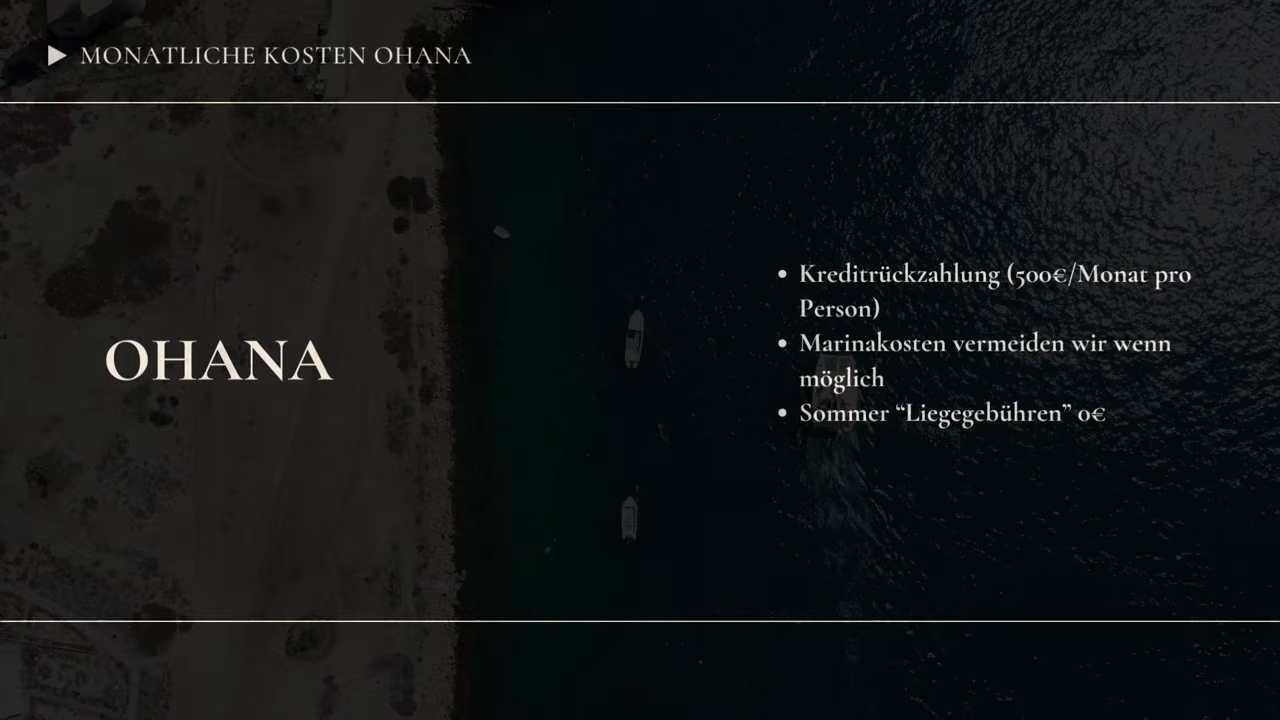 MONATLICHE KOSTEN OHANA
OHANA
• Kreditrückzahlung (500€/Monat pro
Person)
• Marinakosten vermeiden wir wenn
möglich
• Sommer “Liegegebühren” 0€